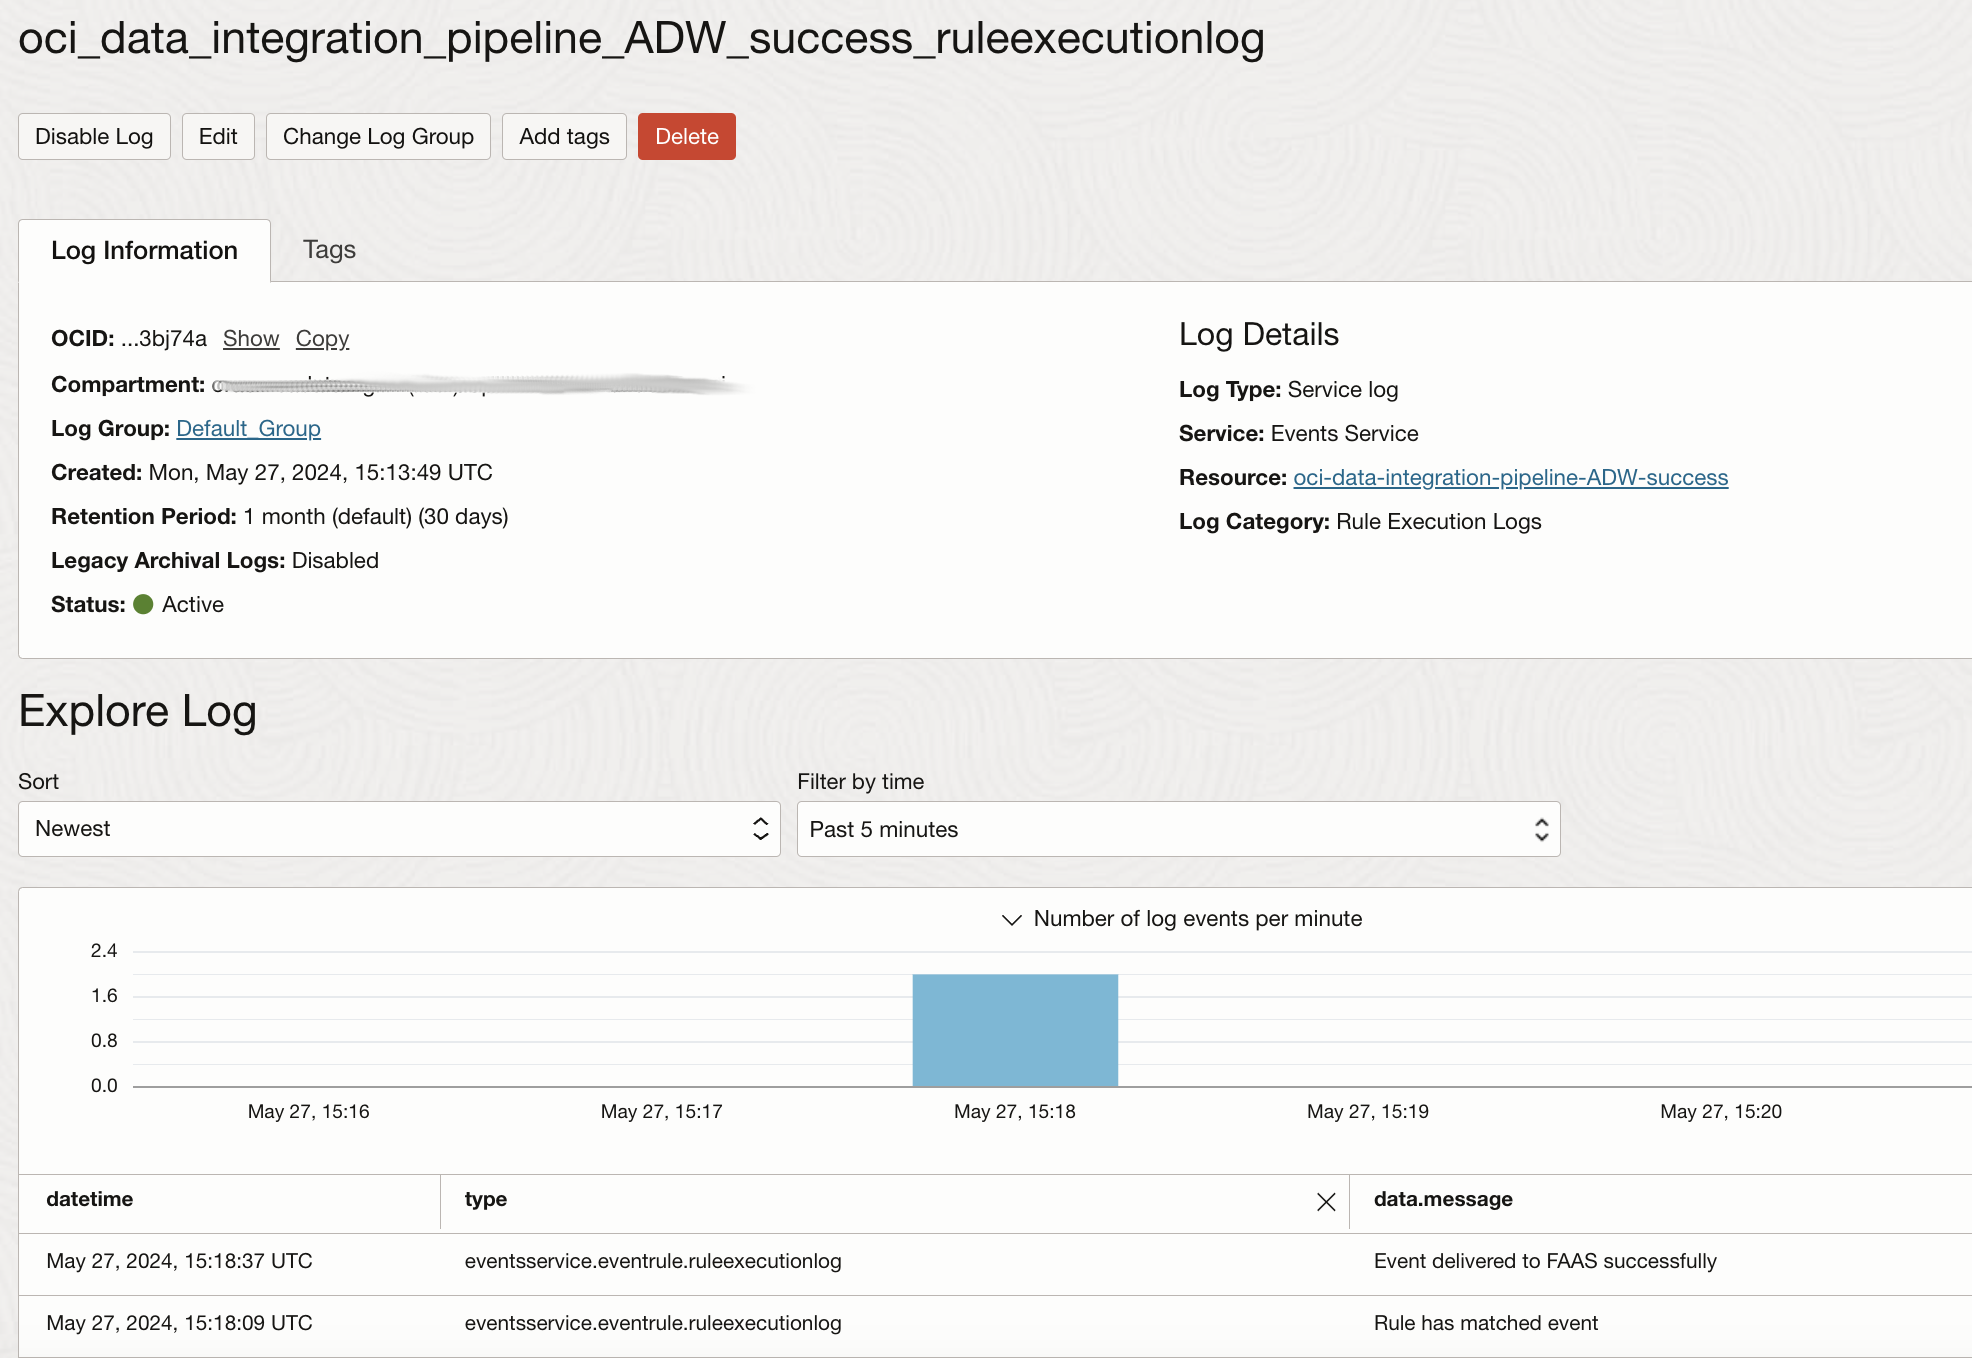 oci_data_integration_pipeline_ADW_success_ruleexecutionlog
Disable Log Edit Change Log Group Add tags Delete
Log Information Tags
OCID: ...3bj74a Show Copy
Compartment:
Log Group: Default_Group
Created: Mon, May 27, 2024, 15:13:49 UTC
Retention Period: 1 month (default) (30 days)
Legacy Archival Logs: Disabled
Status: Active
Log Details
Log Type: Service log
Service: Events Service
Resource: oci-data-integration-pipeline-ADW-success
Log Category: Rule Execution Logs
Explore Log
Sort
Newest
Filter by time
Past 5 minutes
Number of log events per minute
2.4
1.6
0.8
0.0
May 27, 15:16 May 27, 15:17 May 27, 15:18 May 27, 15:19 May 27, 15:20
datetime type data.message
May 27, 2024, 15:18:37 UTC eventsservice.eventrule.ruleexecutionlog Event delivered to FAAS successfully
May 27, 2024, 15:18:09 UTC eventsservice.eventrule.ruleexecutionlog Rule has matched event